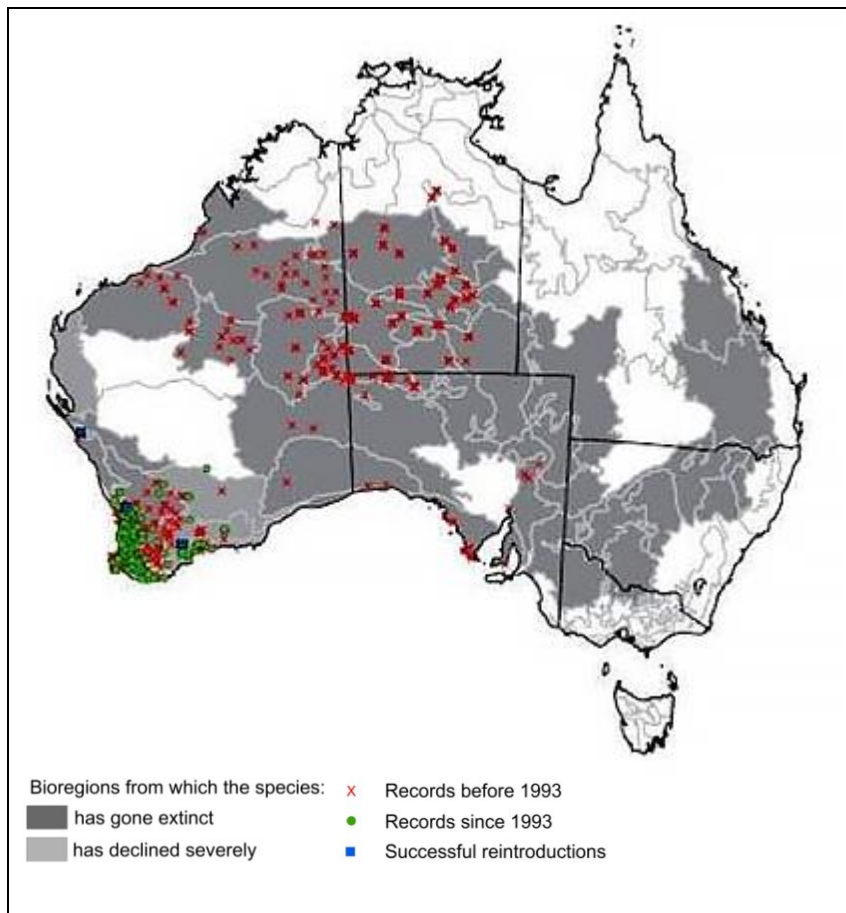 Bioregions from which the species:
has gone extinct
has declined severely
x Records before 1993
Records since 1993
Successful reintroductions